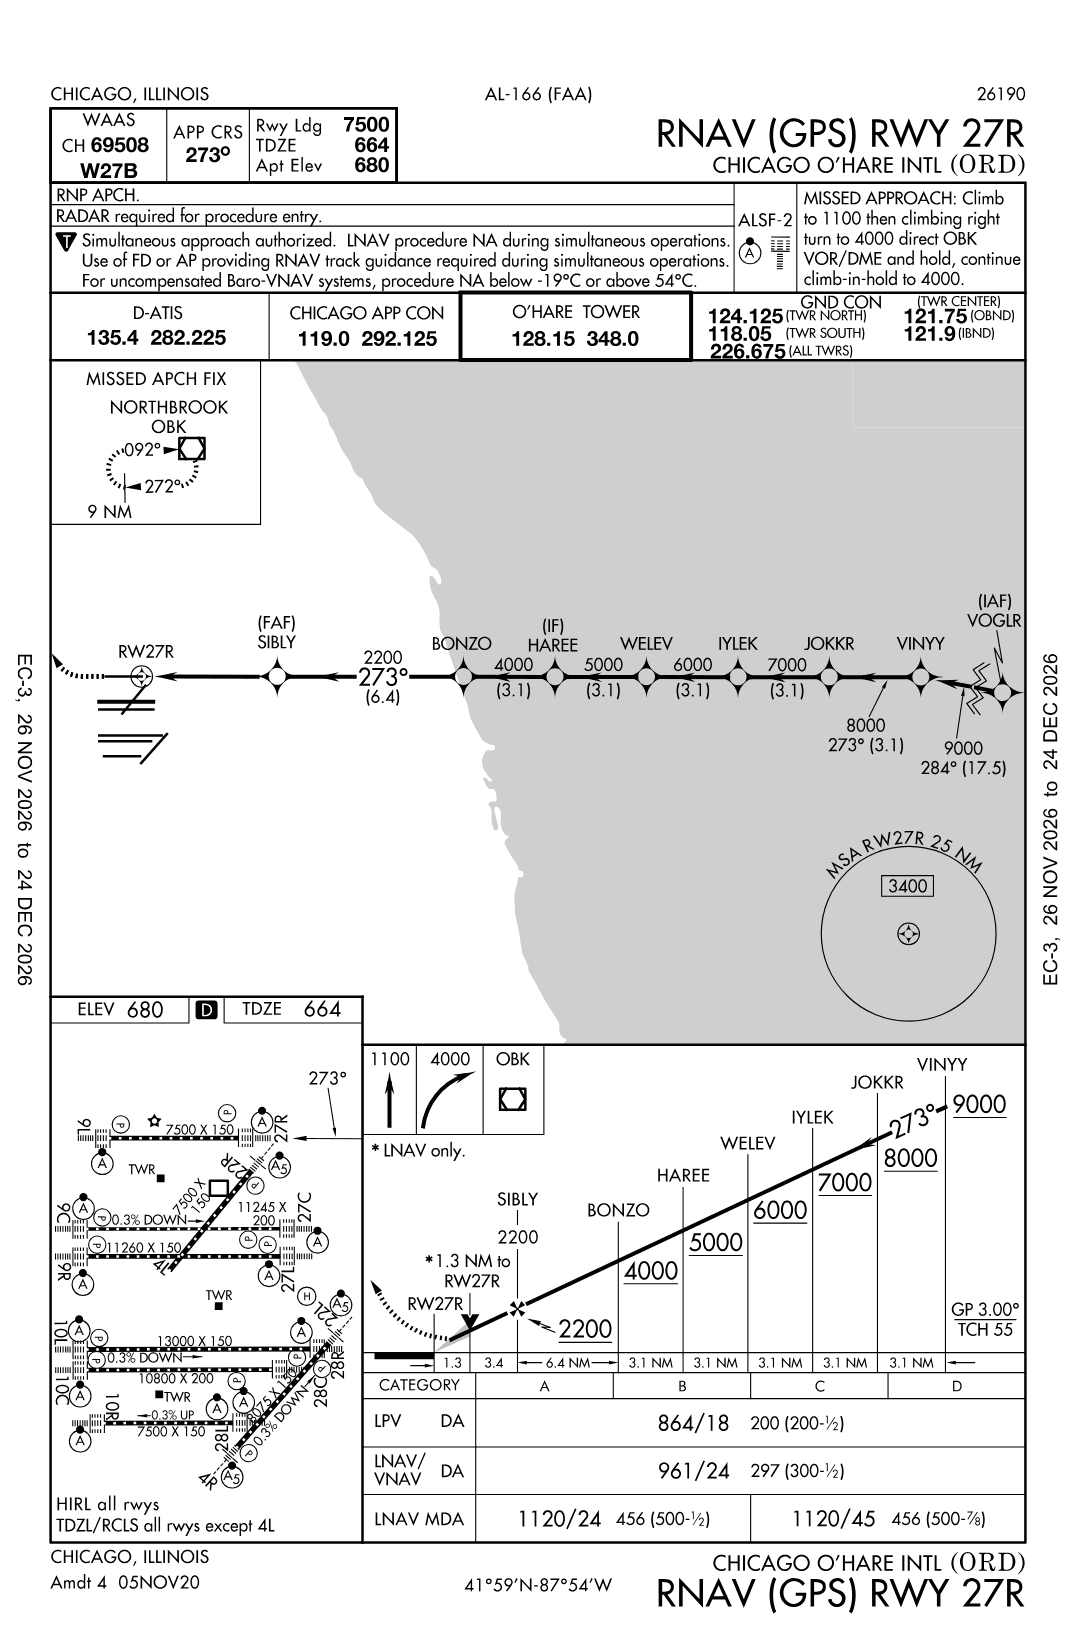 CHICAGO, ILLINOIS
AL-166 (FAA)
26190
WAAS
CH 69508
W27B
APP CRS
273°
Rwy Ldg 7500
TDZE 664
Apt Elev 680
RNAV (GPS) RWY 27R
CHICAGO O'HARE INTL (ORD)
RNP APCH.
RADAR required for procedure entry.
T Simultaneous approach authorized. LNAV procedure NA during simultaneous operations.
Use of FD or AP providing RNAV track guidance required during simultaneous operations.
For uncompensated Baro-VNAV systems, procedure NA below -19°C or above 54°C.
ALSF-2
A
MISSED APPROACH: Climb
to 1100 then climbing right
turn to 4000 direct OBK
VOR/DME and hold, continue
climb-in-hold to 4000.
D-ATIS
135.4 282.225
CHICAGO APP CON
119.0 292.125
O'HARE TOWER
128.15 348.0
GND CON
124.125 (TWR NORTH)
118.05 (TWR SOUTH)
226.675 (ALL TWRS)
(TWR CENTER)
121.75 (OBND)
121.9 (IBND)
MISSED APCH FIX
NORTHBROOK
OBK
092°
272°
9 NM
RW27R
(FAF)
SIBLY
2200
273°
(6.4)
BONZO
4000
(3.1)
(IF)
HAREE
5000
(3.1)
WELEV
6000
(3.1)
IYLEK
7000
(3.1)
JOKKR
8000
273° (3.1)
VINYY
9000
284° (17.5)
(IAF)
VOGLR
MSA RW27R 25 NM
3400
EC-3, 26 NOV 2026 to 24 DEC 2026
EC-3, 26 NOV 2026 to 24 DEC 2026
ELEV 680
D
TDZE 664
273°
9L
P
7500 X 150
P
A
27R
A
TWR
22R
A5
P
7500 X
150
9C
A
P
0.3% DOWN
11245 X
200
27C
A
9R
P
11260 X 150
P
P
A
4L
A
27L
TWR
H
22L
A5
10L
A
P
13000 X 150
A
28R
P
0.3% DOWN
P
P
10C
A
10800 X 200
28C
TWR
P
A
A
8075 X 150
0.3% DOWN
10R
A
0.3% UP
7500 X 150
28L
P
4R
A5
HIRL all rwys
TDZL/RCLS all rwys except 4L
1100
4000
OBK
* LNAV only.
VINYY
JOKKR
IYLEK
WELEV
HAREE
BONZO
SIBLY
2200
*1.3 NM to
RW27R
RW27R
273°
9000
8000
7000
6000
5000
4000
2200
GP 3.00°
TCH 55
1.3
3.4
6.4 NM
3.1 NM
3.1 NM
3.1 NM
3.1 NM
3.1 NM
CATEGORY A B C D
LPV DA 864/18 200 (200-½)
LNAV/
VNAV DA 961/24 297 (300-½)
LNAV MDA 1120/24 456 (500-½) 1120/45 456 (500-⅞)
CHICAGO, ILLINOIS
Amdt 4 05NOV20
41°59'N-87°54'W
CHICAGO O'HARE INTL (ORD)
RNAV (GPS) RWY 27R